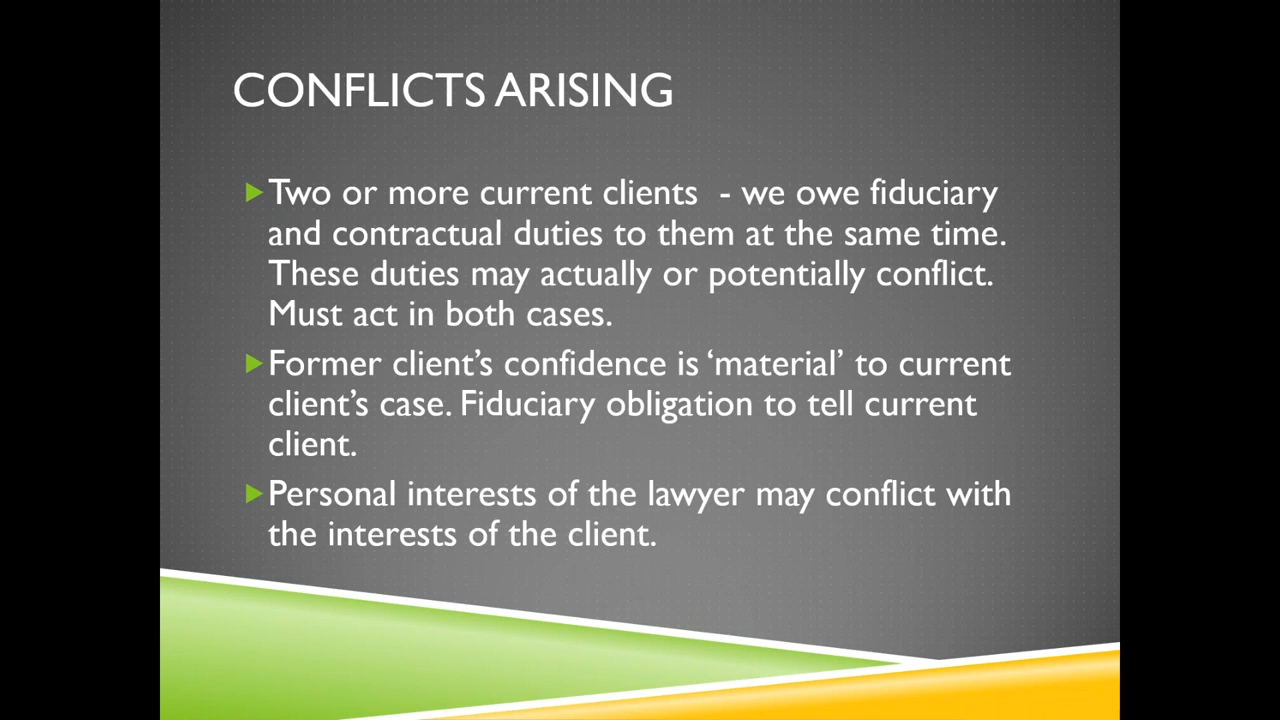 CONFLICTS ARISING
Two or more current clients - we owe fiduciary
and contractual duties to them at the same time.
These duties may actually or potentially conflict.
Must act in both cases.
Former client’s confidence is ‘material’ to current
client’s case. Fiduciary obligation to tell current
client.
Personal interests of the lawyer may conflict with
the interests of the client.